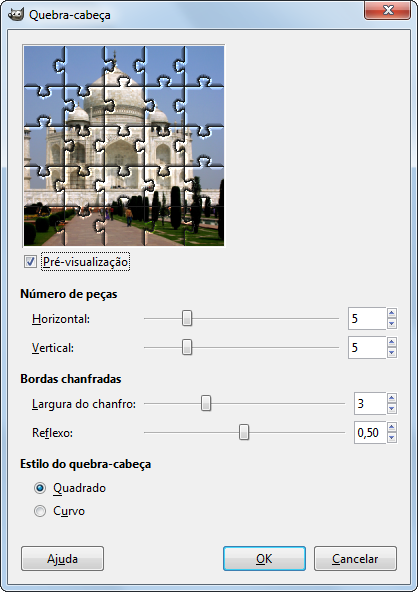 Quebra-cabeça
Pré-visualização
Número de peças
Horizontal: 5
Vertical: 5
Bordas chanfradas
Largura do chanfro: 3
Reflexo: 0,50
Estilo do quebra-cabeça
Quadrado
Curvo
Ajuda OK Cancelar